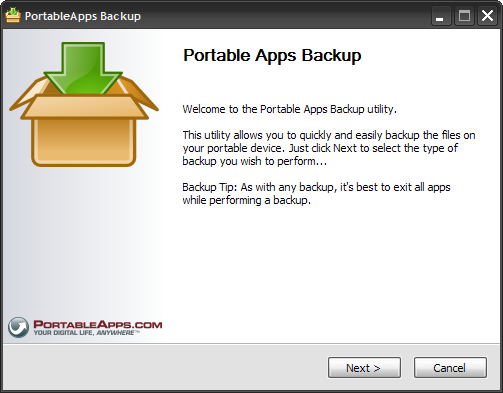 PortableApps Backup
Portable Apps Backup
Welcome to the Portable Apps Backup utility.
This utility allows you to quickly and easily backup the files on
your portable device. Just click Next to select the type of
backup you wish to perform...
Backup Tip: As with any backup, it's best to exit all apps
while performing a backup.
PORTABLEAPPS.COM
YOUR DIGITAL LIFE, ANYWHERE™
Next >
Cancel